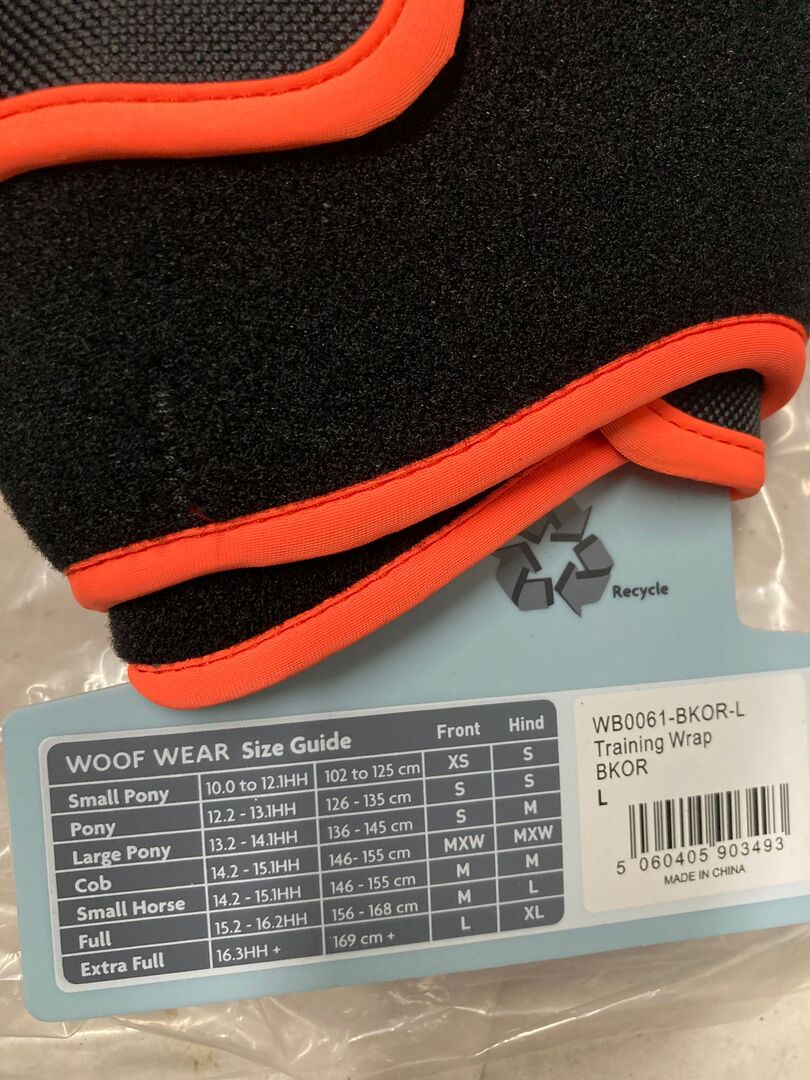 Recycle
WOOF WEAR Size Guide Front Hind
Small Pony 10.0 to 12.1HH 102 to 125 cm XS S
Pony 12.2 - 13.1HH 126 - 135 cm S S
Large Pony 13.2 - 14.1HH 136 - 145 cm S M
Cob 14.2 - 15.1HH 146- 155 cm MXW MXW
Small Horse 14.2 - 15.1HH 146 - 155 cm M M
Full 15.2 - 16.2HH 156 - 168 cm M L
Extra Full 16.3HH + 169 cm + L XL
WB0061-BKOR-L
Training Wrap
BKOR
L
5 060405 903493
MADE IN CHINA